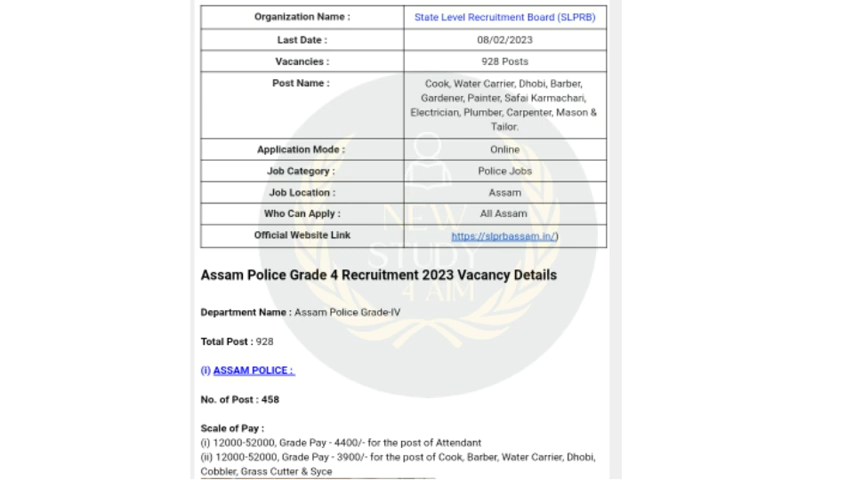 Organization Name :
State Level Recruitment Board (SLPRB)
Last Date :
08/02/2023
Vacancies :
928 Posts
Post Name :
Cook, Water Carrier, Dhobi, Barber,
Gardener, Painter, Safai Karmachari,
Electrician, Plumber, Carpenter, Mason &
Tailor.
Application Mode :
Online
Job Category :
Police Jobs
Job Location :
Assam
Who Can Apply :
All Assam
Official Website Link
https://slprbassam.in/)
NEW
STUDY
4 AIM
Assam Police Grade 4 Recruitment 2023 Vacancy Details
Department Name : Assam Police Grade-IV
Total Post : 928
(i) ASSAM POLICE :
No. of Post : 458
Scale of Pay :
(i) 12000-52000, Grade Pay - 4400/- for the post of Attendant
(ii) 12000-52000, Grade Pay - 3900/- for the post of Cook, Barber, Water Carrier, Dhobi,
Cobbler, Grass Cutter & Syce